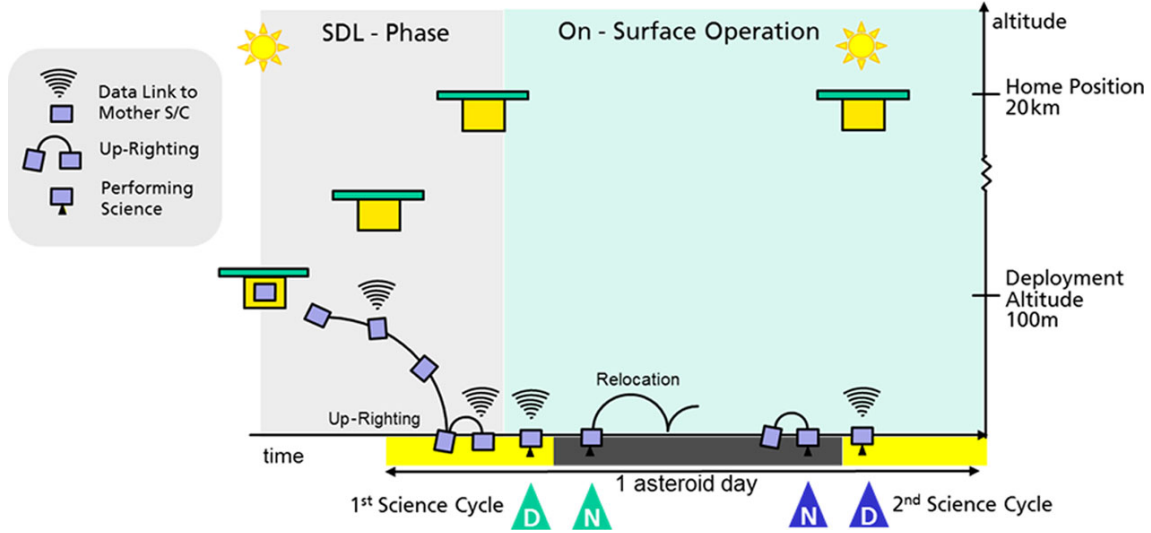 SDL - Phase
On - Surface Operation
altitude
Data Link to
Mother S/C
Up-Righting
Performing
Science
Home Position
20km
Deployment
Altitude
100m
Relocation
Up-Righting
time
1 asteroid day
1st Science Cycle
D
N
N
D
2nd Science Cycle